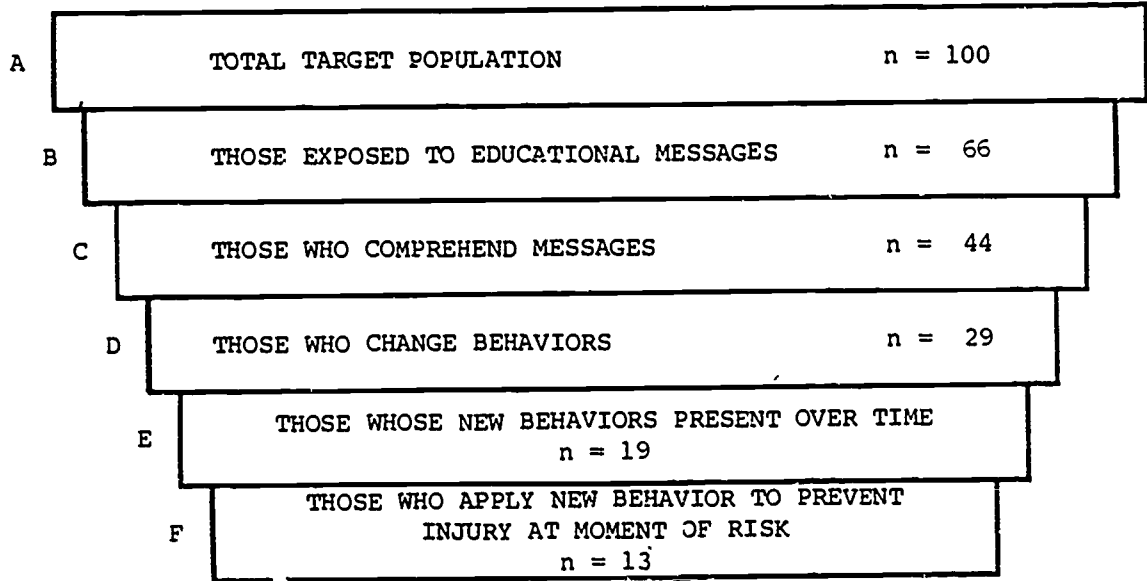 A TOTAL TARGET POPULATION n = 100
B THOSE EXPOSED TO EDUCATIONAL MESSAGES n = 66
C THOSE WHO COMPREHEND MESSAGES n = 44
D THOSE WHO CHANGE BEHAVIORS n = 29
THOSE WHOSE NEW BEHAVIORS PRESENT OVER TIME
E n = 19
THOSE WHO APPLY NEW BEHAVIOR TO PREVENT
F INJURY AT MOMENT OF RISK
n = 13